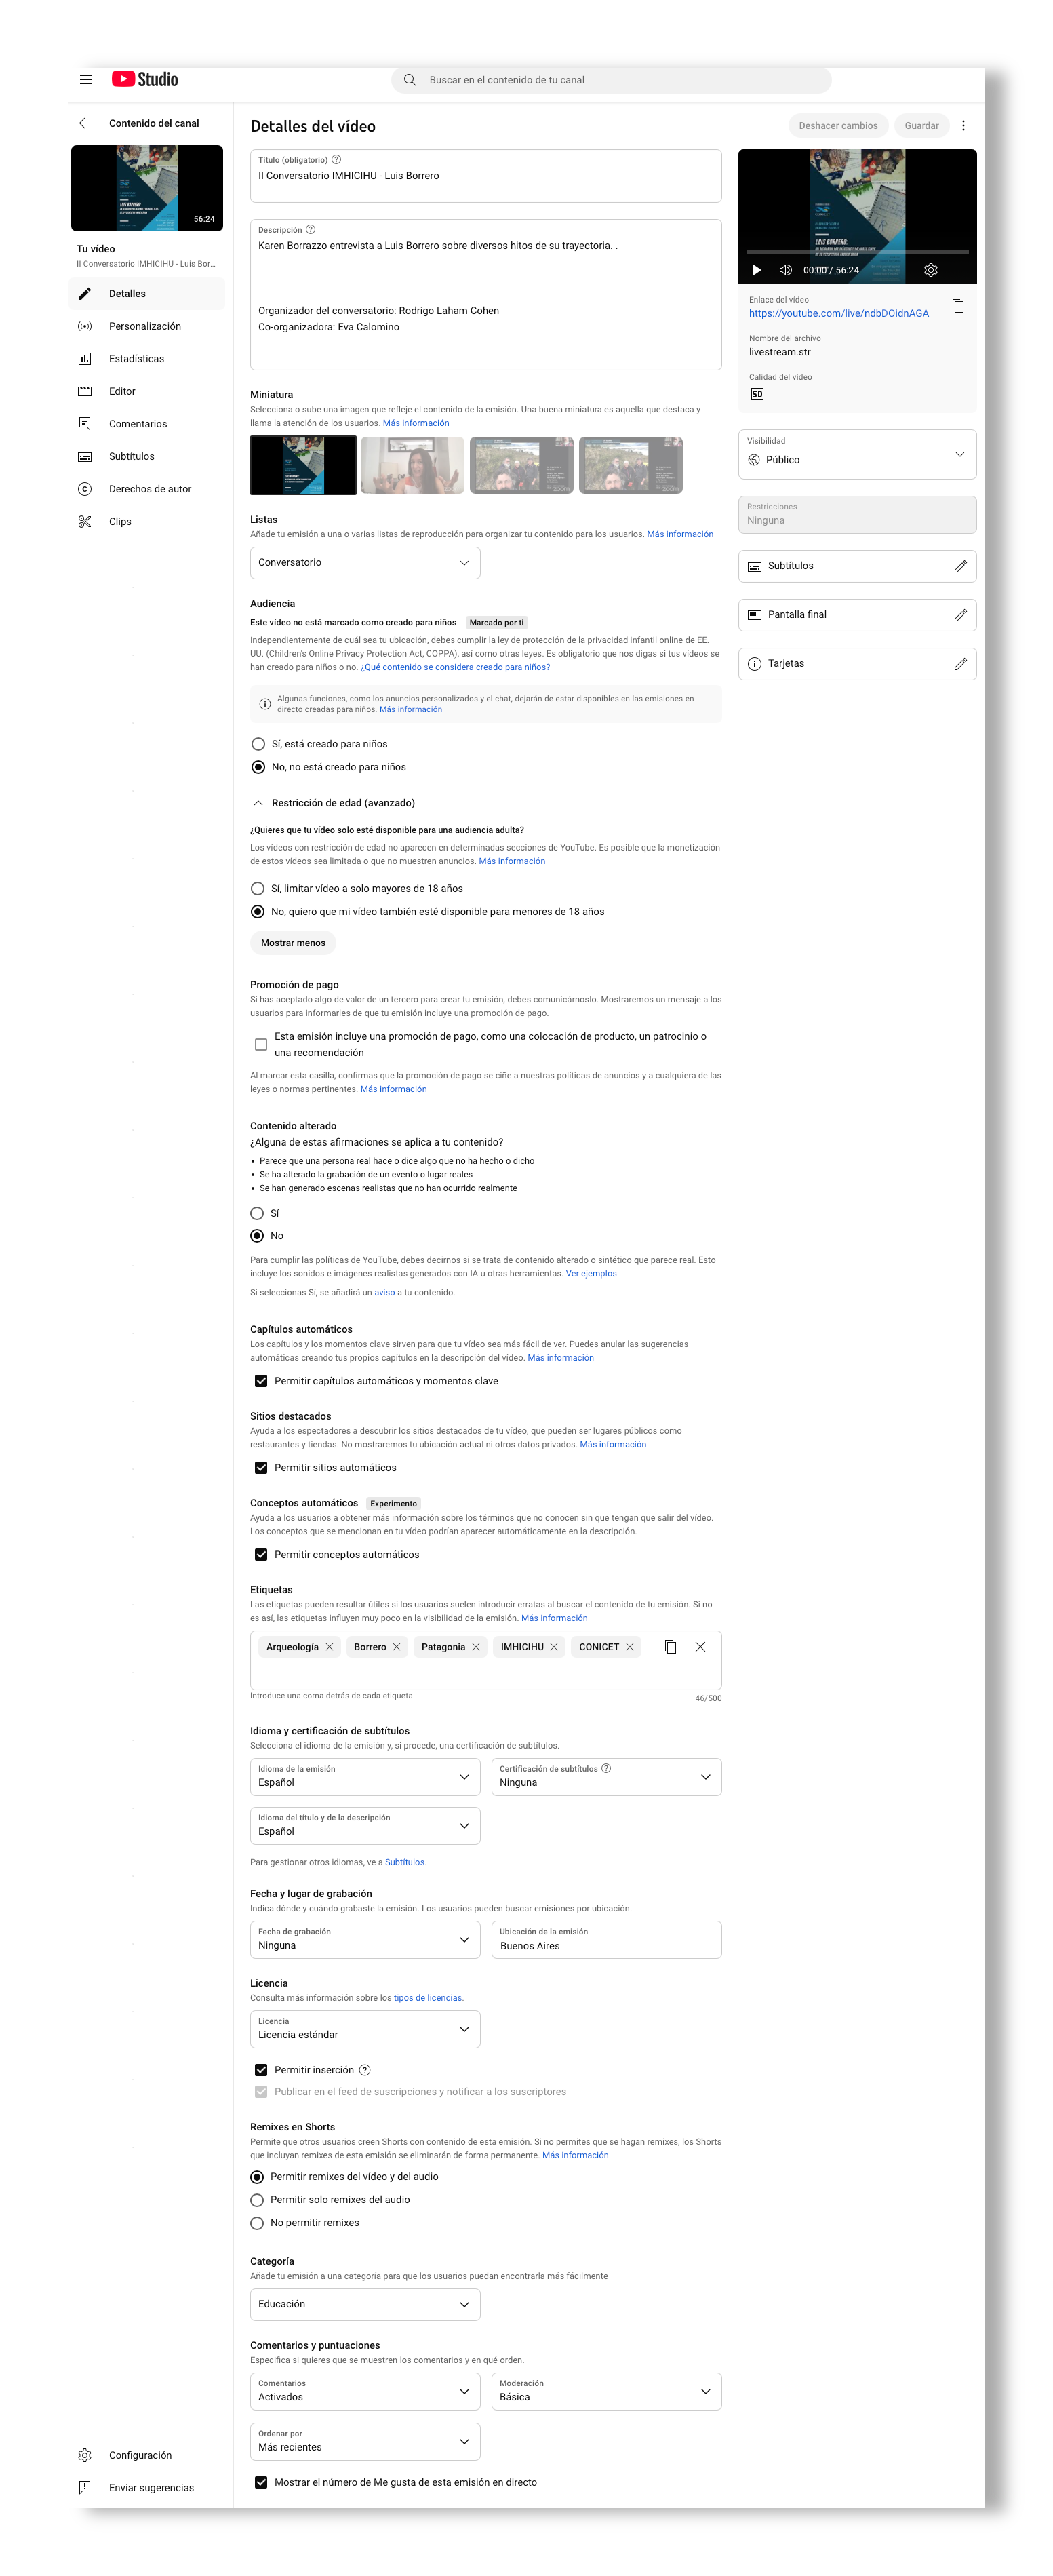 Studio
Buscar en el contenido de tu canal
Contenido del canal
56:24
Tu vídeo
II Conversatorio IMHICIHU - Luis Bor...
Detalles
Personalización
Estadísticas
Editor
Comentarios
Subtítulos
Derechos de autor
Clips
Configuración
Enviar sugerencias
Detalles del vídeo
Deshacer cambios
Guardar
Título (obligatorio)
II Conversatorio IMHICIHU - Luis Borrero
Descripción
Karen Borrazzo entrevista a Luis Borrero sobre diversos hitos de su trayectoria. .
Organizador del conversatorio: Rodrigo Laham Cohen
Co-organizadora: Eva Calomino
Miniatura
Selecciona o sube una imagen que refleje el contenido de la emisión. Una buena miniatura es aquella que destaca y
llama la atención de los usuarios. Más información
Listas
Añade tu emisión a una o varias listas de reproducción para organizar tu contenido para los usuarios. Más información
Conversatorio
Audiencia
Este vídeo no está marcado como creado para niños Marcado por ti
Independientemente de cuál sea tu ubicación, debes cumplir la ley de protección de la privacidad infantil online de EE.
UU. (Children's Online Privacy Protection Act, COPPA), así como otras leyes. Es obligatorio que nos digas si tus vídeos se
han creado para niños o no. ¿Qué contenido se considera creado para niños?
Algunas funciones, como los anuncios personalizados y el chat, dejarán de estar disponibles en las emisiones en
directo creadas para niños. Más información
Sí, está creado para niños
No, no está creado para niños
Restricción de edad (avanzado)
¿Quieres que tu vídeo solo esté disponible para una audiencia adulta?
Los vídeos con restricción de edad no aparecen en determinadas secciones de YouTube. Es posible que la monetización
de estos vídeos sea limitada o que no muestren anuncios. Más información
Sí, limitar vídeo a solo mayores de 18 años
No, quiero que mi vídeo también esté disponible para menores de 18 años
Mostrar menos
Promoción de pago
Si has aceptado algo de valor de un tercero para crear tu emisión, debes comunicárnoslo. Mostraremos un mensaje a los
usuarios para informarles de que tu emisión incluye una promoción de pago.
Esta emisión incluye una promoción de pago, como una colocación de producto, un patrocinio o
una recomendación
Al marcar esta casilla, confirmas que la promoción de pago se ciñe a nuestras políticas de anuncios y a cualquiera de las
leyes o normas pertinentes. Más información
Contenido alterado
¿Alguna de estas afirmaciones se aplica a tu contenido?
• Parece que una persona real hace o dice algo que no ha hecho o dicho
• Se ha alterado la grabación de un evento o lugar reales
• Se han generado escenas realistas que no han ocurrido realmente
Sí
No
Para cumplir las políticas de YouTube, debes decirnos si se trata de contenido alterado o sintético que parece real. Esto
incluye los sonidos e imágenes realistas generados con IA u otras herramientas. Ver ejemplos
Si seleccionas Sí, se añadirá un aviso a tu contenido.
Capítulos automáticos
Los capítulos y los momentos clave sirven para que tu vídeo sea más fácil de ver. Puedes anular las sugerencias
automáticas creando tus propios capítulos en la descripción del vídeo. Más información
Permitir capítulos automáticos y momentos clave
Sitios destacados
Ayuda a los espectadores a descubrir los sitios destacados de tu vídeo, que pueden ser lugares públicos como
restaurantes y tiendas. No mostraremos tu ubicación actual ni otros datos privados. Más información
Permitir sitios automáticos
Conceptos automáticos Experimento
Ayuda a los usuarios a obtener más información sobre los términos que no conocen sin que tengan que salir del vídeo.
Los conceptos que se mencionan en tu vídeo podrían aparecer automáticamente en la descripción.
Permitir conceptos automáticos
Etiquetas
Las etiquetas pueden resultar útiles si los usuarios suelen introducir erratas al buscar el contenido de tu emisión. Si no
es así, las etiquetas influyen muy poco en la visibilidad de la emisión. Más información
Arqueología Borrero Patagonia IMHICIHU CONICET
Introduce una coma detrás de cada etiqueta 46/500
Idioma y certificación de subtítulos
Selecciona el idioma de la emisión y, si procede, una certificación de subtítulos.
Idioma de la emisión
Español
Certificación de subtítulos
Ninguna
Idioma del título y de la descripción
Español
Para gestionar otros idiomas, ve a Subtítulos.
Fecha y lugar de grabación
Indica dónde y cuándo grabaste la emisión. Los usuarios pueden buscar emisiones por ubicación.
Fecha de grabación
Ninguna
Ubicación de la emisión
Buenos Aires
Licencia
Consulta más información sobre los tipos de licencias.
Licencia
Licencia estándar
Permitir inserción
Publicar en el feed de suscripciones y notificar a los suscriptores
Remixes en Shorts
Permite que otros usuarios creen Shorts con contenido de esta emisión. Si no permites que se hagan remixes, los Shorts
que incluyan remixes de esta emisión se eliminarán de forma permanente. Más información
Permitir remixes del vídeo y del audio
Permitir solo remixes del audio
No permitir remixes
Categoría
Añade tu emisión a una categoría para que los usuarios puedan encontrarla más fácilmente
Educación
Comentarios y puntuaciones
Especifica si quieres que se muestren los comentarios y en qué orden.
Comentarios
Activados
Moderación
Básica
Ordenar por
Más recientes
Mostrar el número de Me gusta de esta emisión en directo
LUIS BORRERO:
00:00 / 56:24
Enlace del vídeo
https://youtube.com/live/ndbDOidnAGA
Nombre del archivo
livestream.str
Calidad del vídeo
SD
Visibilidad
Público
Restricciones
Ninguna
Subtítulos
Pantalla final
Tarjetas